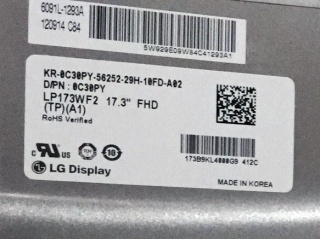 6091L-1293A
120914 C84
5W929E09W84C41293A1
KR-0C30PY-56252-29H-10FD-A02
D/PN : 0C30PY
LP173WF2 17.3" FHD
(TP)(A1)
RoHS Verified
LG Display
173B9KL4000G9 412C
MADE IN KOREA